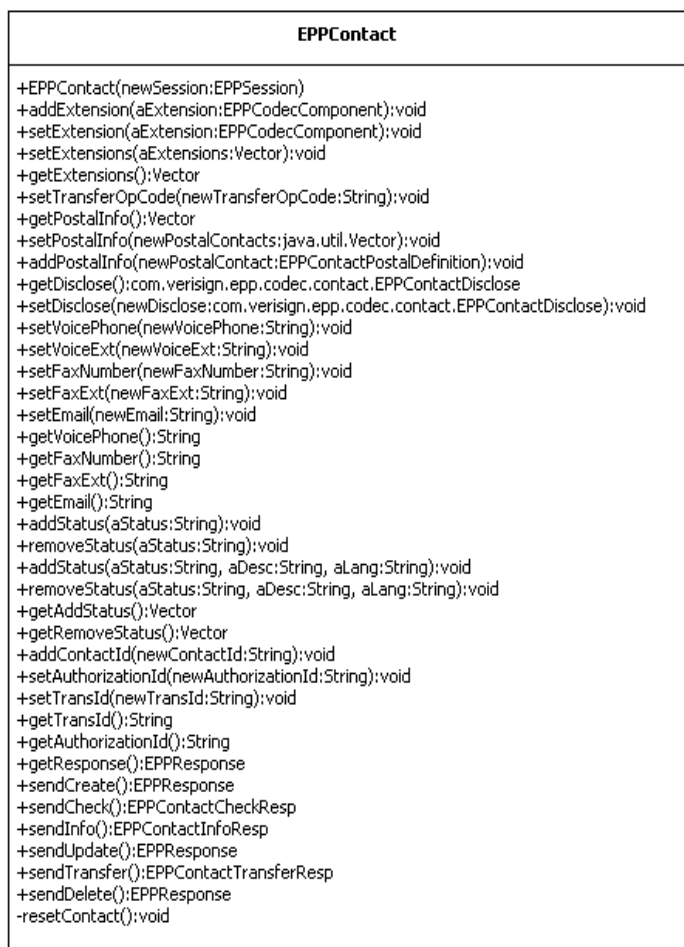 EPPContact
+EPPContact(newSession:EPPSession)
+addExtension(aExtension:EPPCodecComponent):void
+setExtension(aExtension:EPPCodecComponent):void
+setExtensions(aExtensions:Vector):void
+getExtensions():Vector
+setTransferOpCode(newTransferOpCode:String):void
+getPostalInfo():Vector
+setPostalInfo(newPostalContacts:java.util.Vector):void
+addPostalInfo(newPostalContact:EPPContactPostalDefinition):void
+getDisclose():com.verisign.epp.codec.contact.EPPContactDisclose
+setDisclose(newDisclose:com.verisign.epp.codec.contact.EPPContactDisclose):void
+setVoicePhone(newVoicePhone:String):void
+setVoiceExt(newVoiceExt:String):void
+setFaxNumber(newFaxNumber:String):void
+setFaxExt(newFaxExt:String):void
+setEmail(newEmail:String):void
+getVoicePhone():String
+getFaxNumber():String
+getFaxExt():String
+getEmail():String
+addStatus(aStatus:String):void
+removeStatus(aStatus:String):void
+addStatus(aStatus:String, aDesc:String, aLang:String):void
+removeStatus(aStatus:String, aDesc:String, aLang:String):void
+getAddStatus():Vector
+getRemoveStatus():Vector
+addContactId(newContactId:String):void
+setAuthorizationId(newAuthorizationId:String):void
+setTransId(newTransId:String):void
+getTransId():String
+getAuthorizationId():String
+getResponse():EPPResponse
+sendCreate():EPPResponse
+sendCheck():EPPContactCheckResp
+sendInfo():EPPContactInfoResp
+sendUpdate():EPPResponse
+sendTransfer():EPPContactTransferResp
+sendDelete():EPPResponse
-resetContact():void